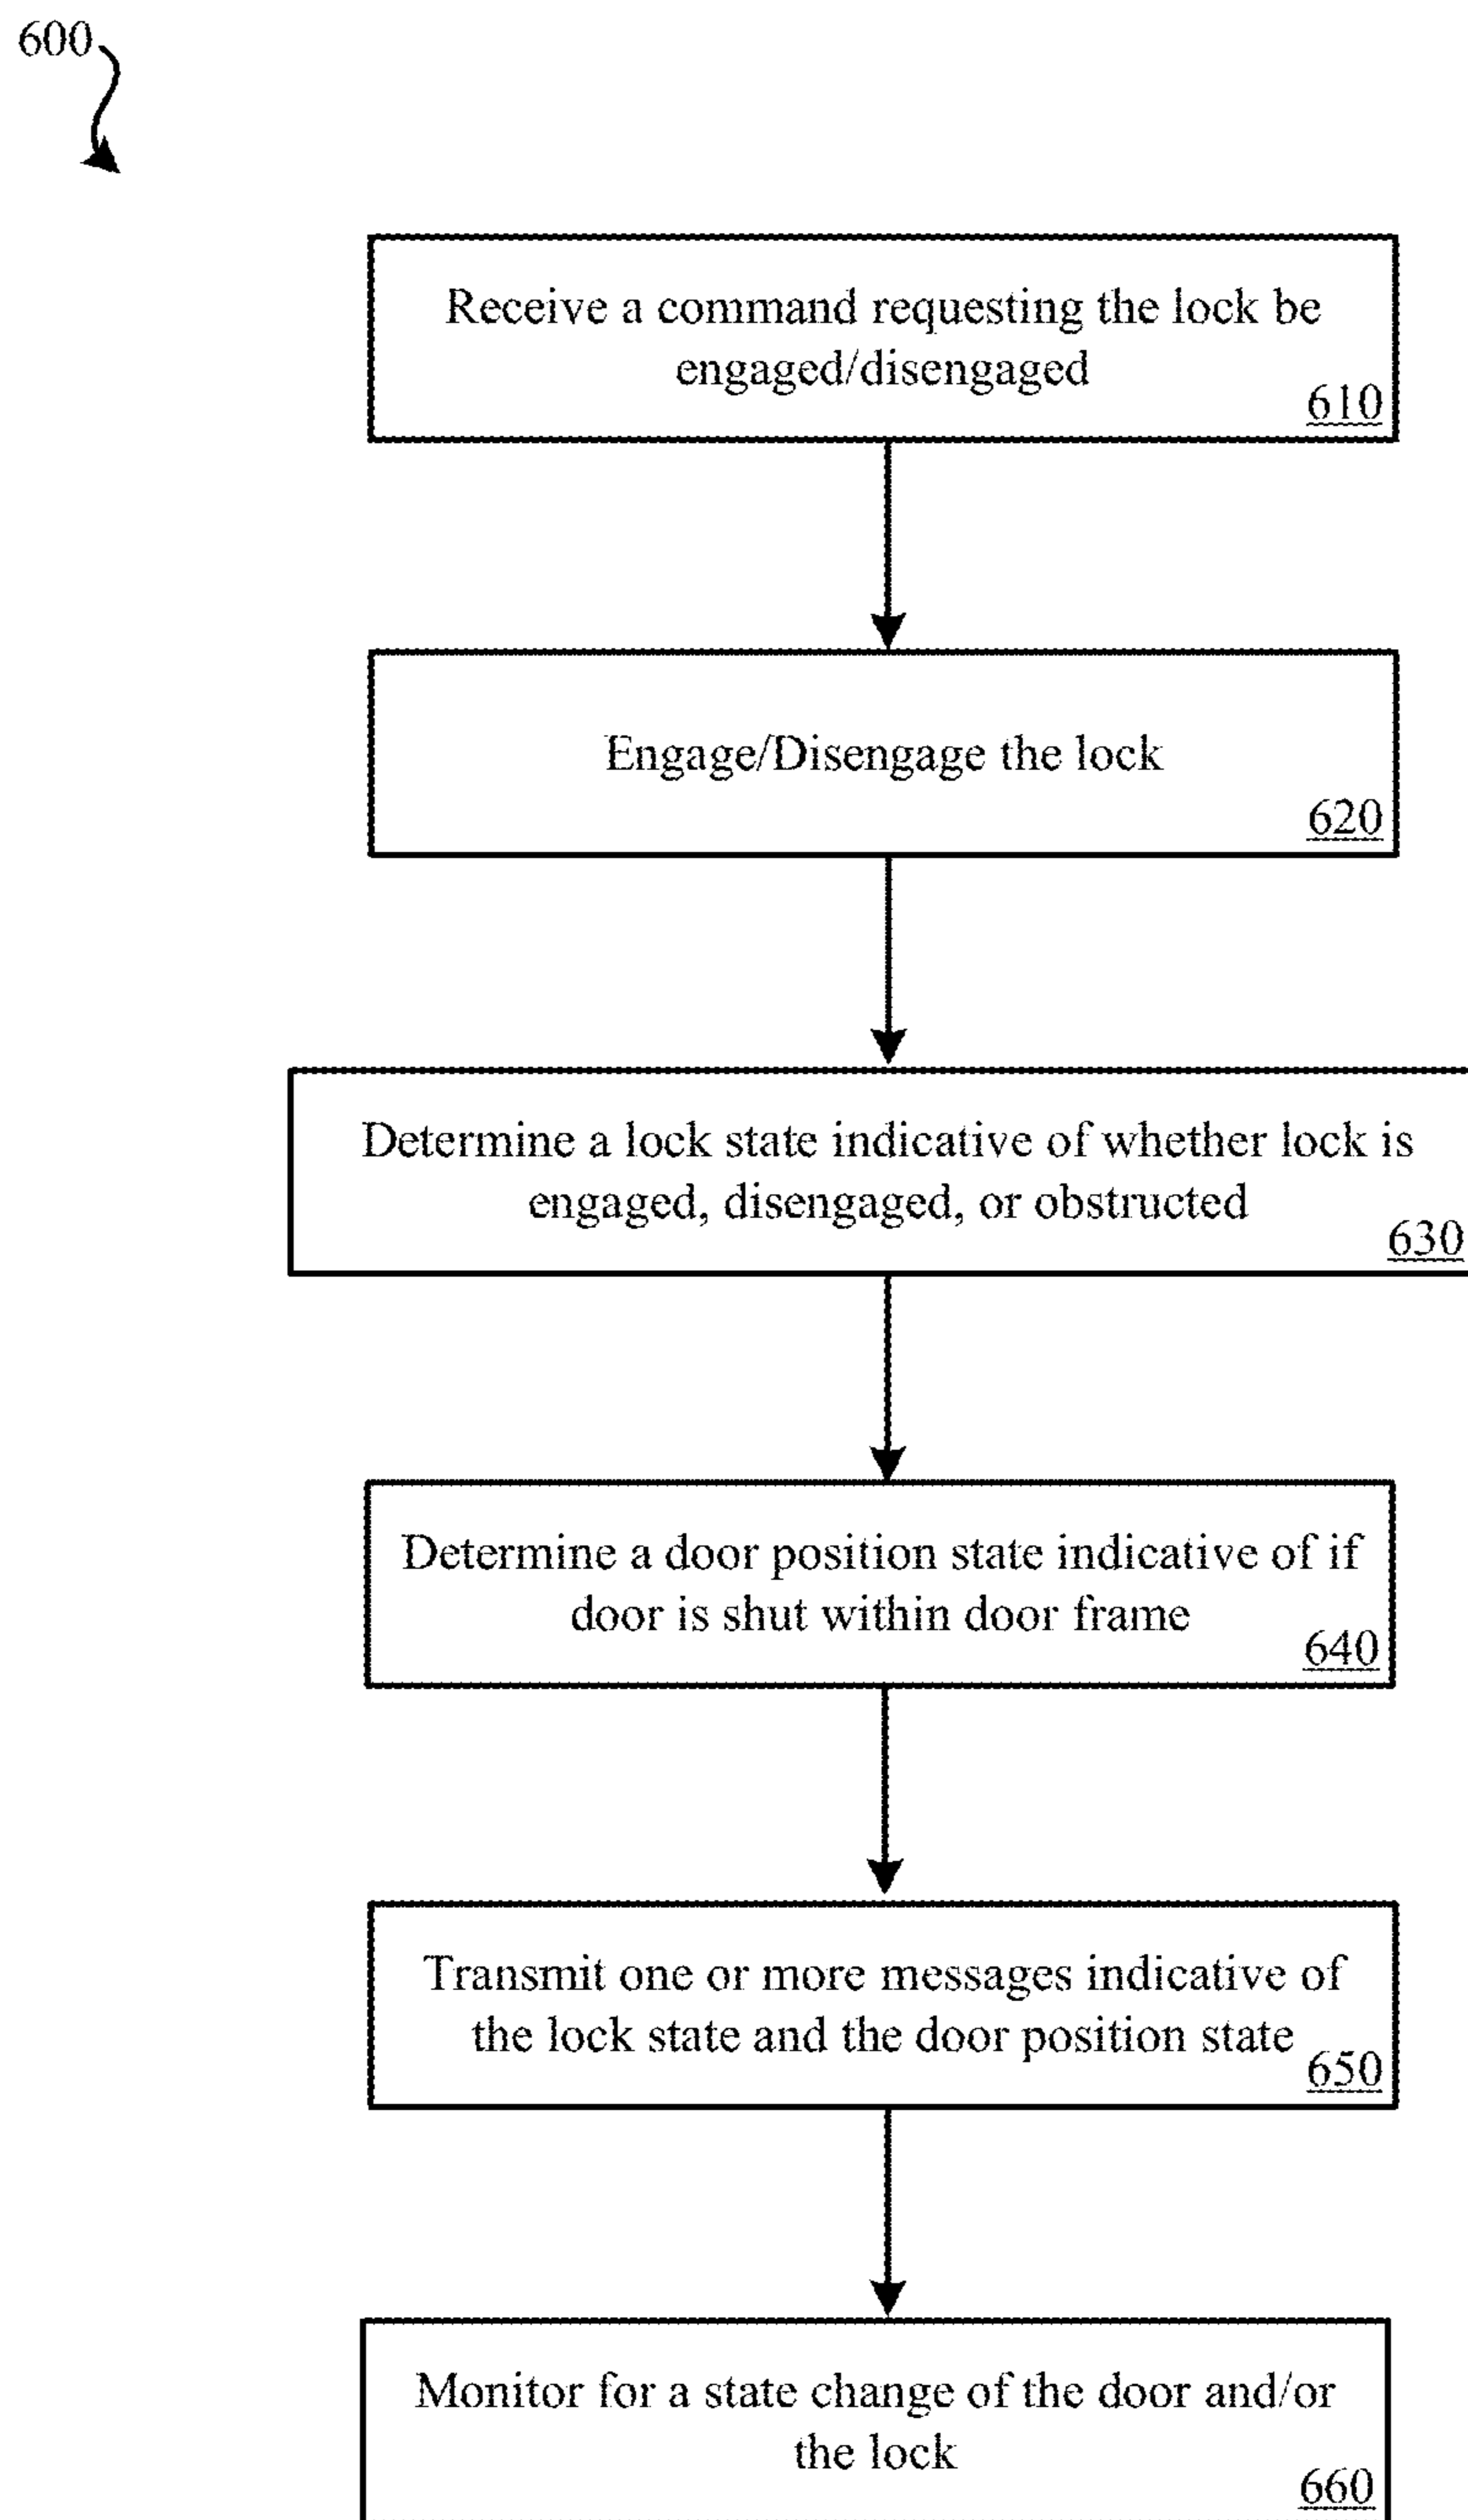 600
Receive a command requesting the lock be
engaged/disengaged
610
Engage/Disengage the lock
620
Determine a lock state indicative of whether lock is
engaged, disengaged, or obstructed
630
Determine a door position state indicative of if
door is shut within door frame
640
Transmit one or more messages indicative of
the lock state and the door position state
650
Monitor for a state change of the door and/or
the lock
660